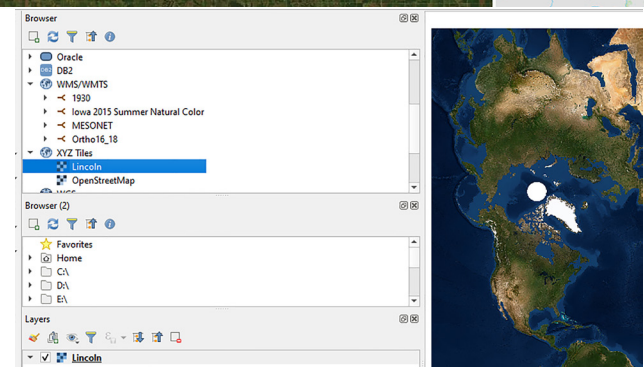 Browser
Oracle
DB2
DB2
WMS/WMTS
1930
Iowa 2015 Summer Natural Color
MESONET
Ortho16_18
XYZ Tiles
Lincoln
OpenStreetMap
Browser (2)
Favorites
Home
C:\
D:\
E:\
Layers
Lincoln